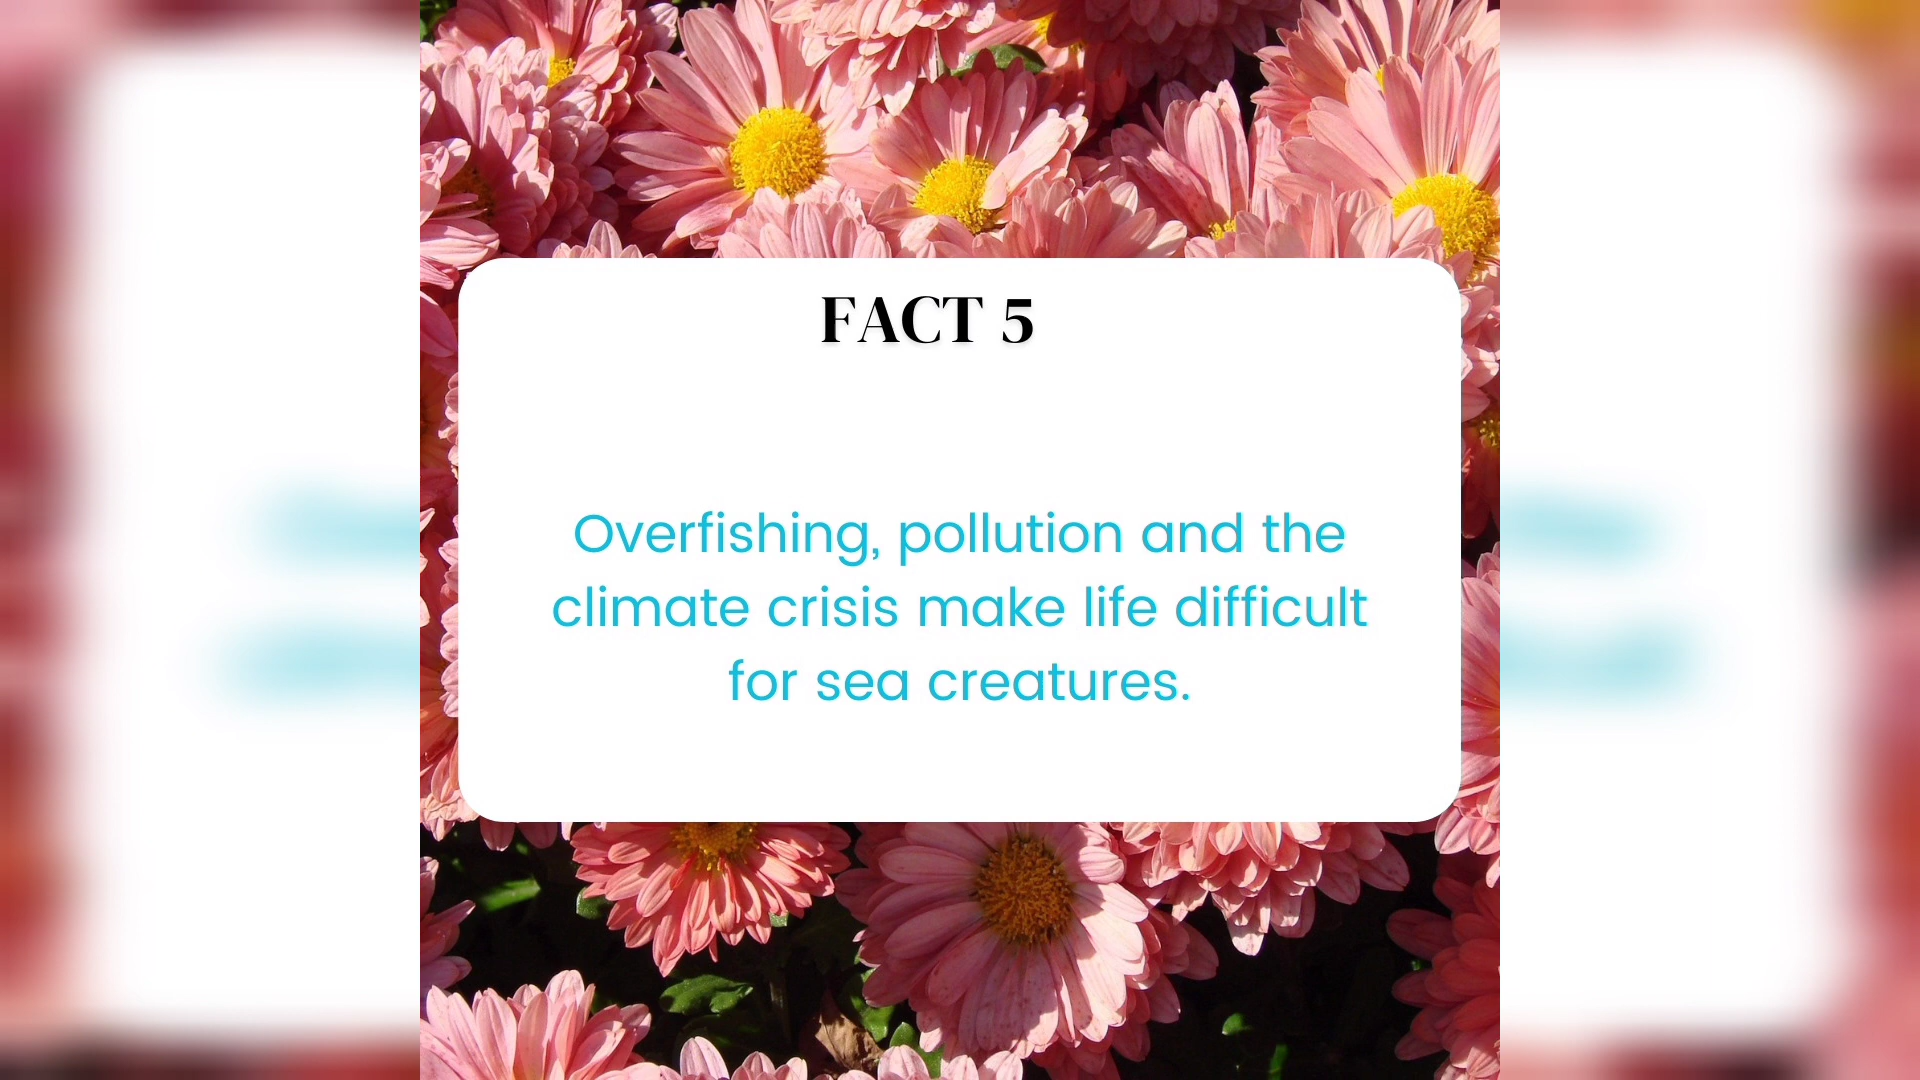 FACT 5
Overfishing, pollution and the
climate crisis make life difficult
for sea creatures.